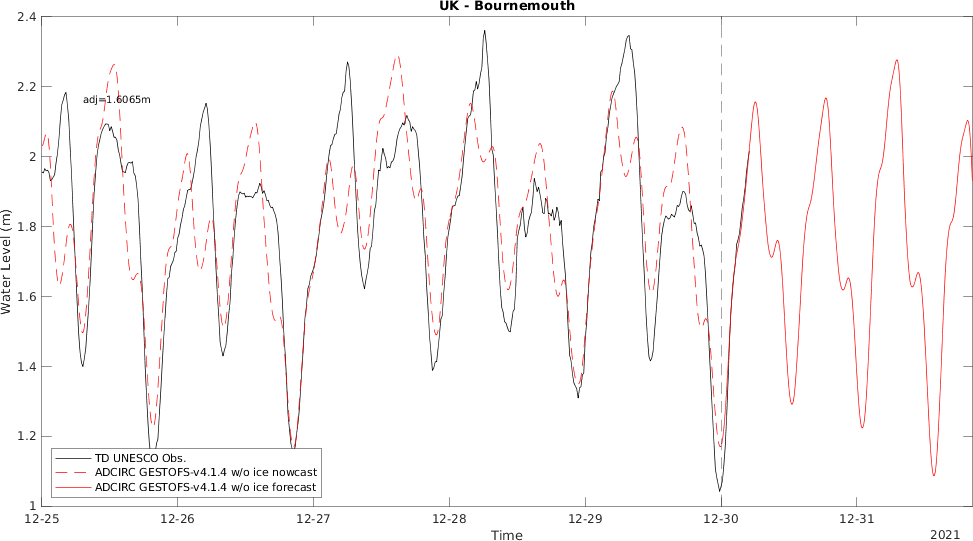 UK - Bournemouth
Water Level (m)
2.4
2.2
2
1.8
1.6
1.4
1.2
1
adj=1.6065m
TD UNESCO Obs.
ADCIRC GESTOFS-v4.1.4 w/o ice nowcast
ADCIRC GESTOFS-v4.1.4 w/o ice forecast
12-25 12-26 12-27 12-28 12-29 12-30 12-31
Time
2021